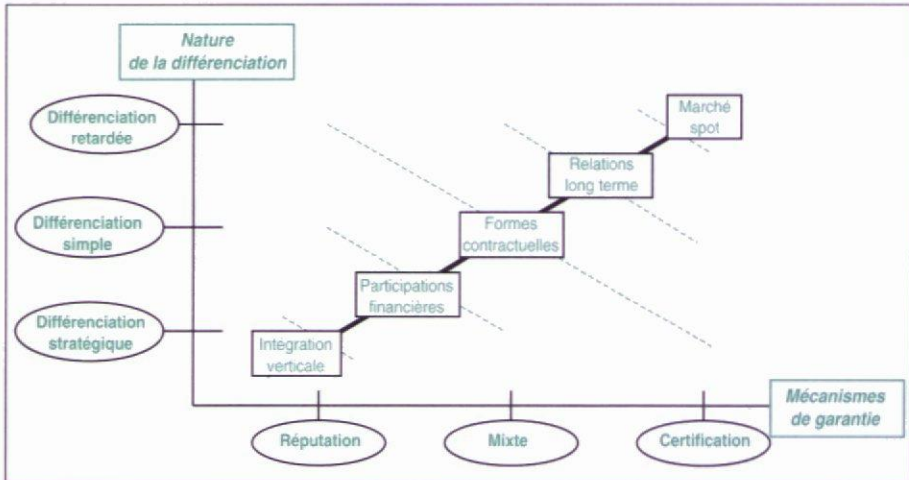 Nature
de la différenciation
Différenciation
retardée
Marché
spot
Relations
long terme
Différenciation
simple
Formes
contractuelles
Participations
financières
Différenciation
stratégique
Intégration
verticale
Mécanismes
de garantie
Réputation
Mixte
Certification